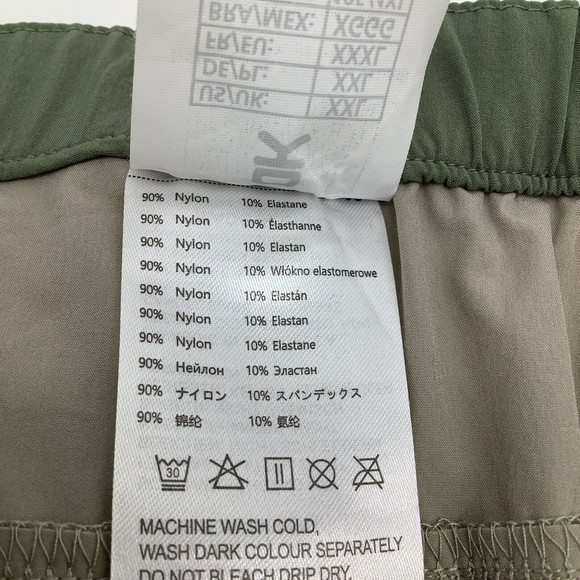 BRA/MEX: XGGG
FR/EU: XXXL
DE/PL: XXL
US/UK: XXL
90% Nylon 10% Elastane
90% Nylon 10% Élasthanne
90% Nylon 10% Elastan
90% Nylon 10% Włókno elastomerowe
90% Nylon 10% Elastán
90% Nylon 10% Elastan
90% Nylon 10% Elastane
90% Нейлон 10% Эластан
90% ナイロン 10% スパンデックス
90% 锦纶 10% 氨纶
30
MACHINE WASH COLD,
WASH DARK COLOUR SEPARATELY
DO NOT BLEACH DRIP DRY.